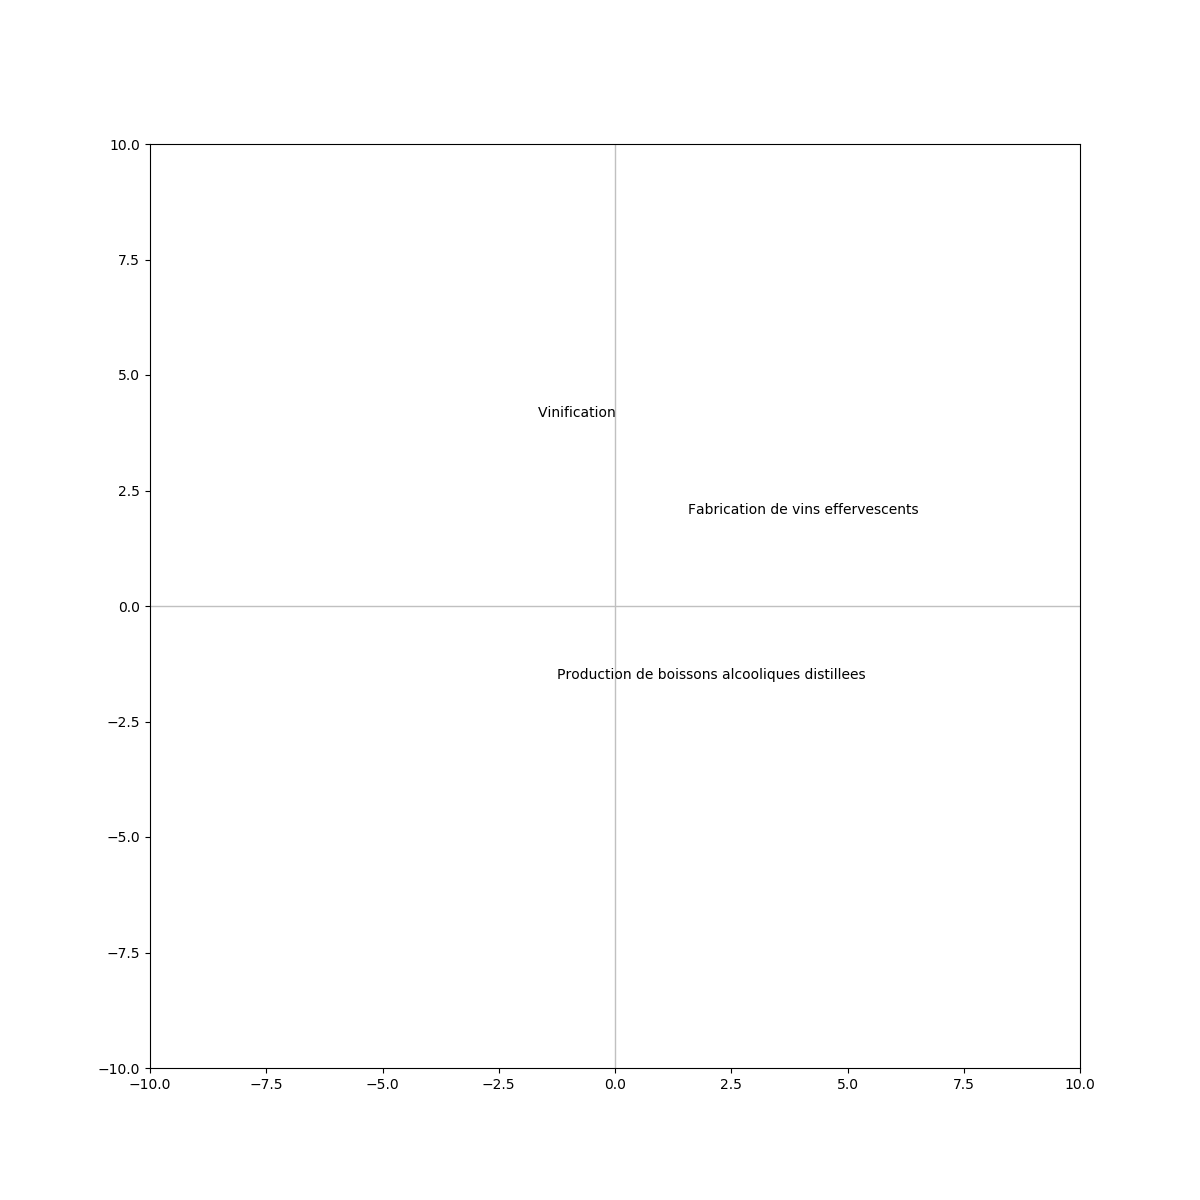 10.0
7.5
5.0
Vinification
2.5
Fabrication de vins effervescents
0.0
Production de boissons alcooliques distillees
−2.5
−5.0
−7.5
−10.0
−10.0 −7.5 −5.0 −2.5 0.0 2.5 5.0 7.5 10.0